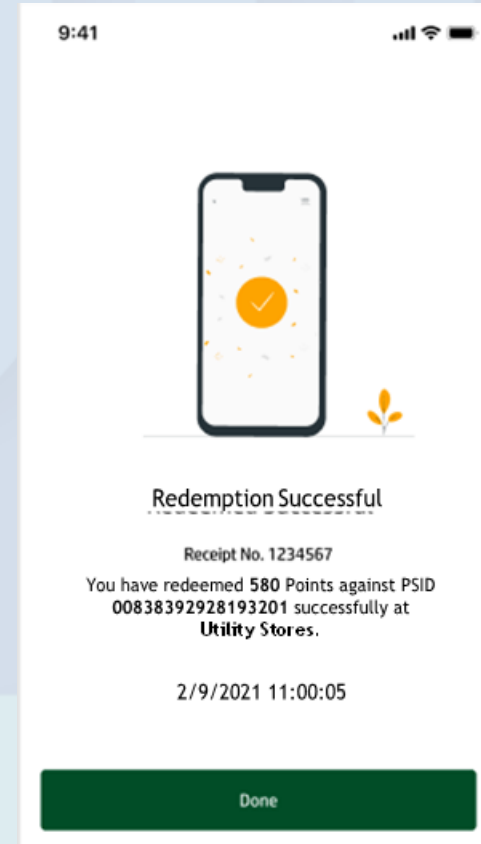 9:41
Redemption Successful
Receipt No. 1234567
You have redeemed 580 Points against PSID
00838392928193201 successfully at
Utility Stores.
2/9/2021 11:00:05
Done